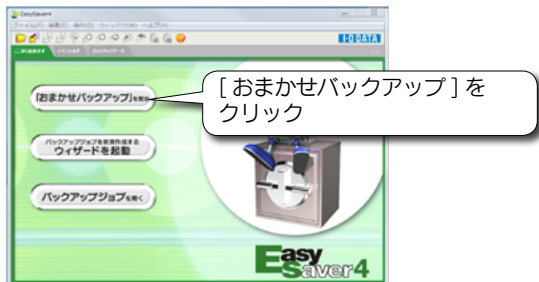 EasySaver4
ファイル(F) 編集(E) 操作(O) ウィンドウ(W) ヘルプ(H)
I-O DATA
「おまかせバックアップ」を開始
[おまかせバックアップ]を
クリック
バックアップジョブを新規作成する
ウィザードを起動
バックアップジョブを開く
Easy
Saver4